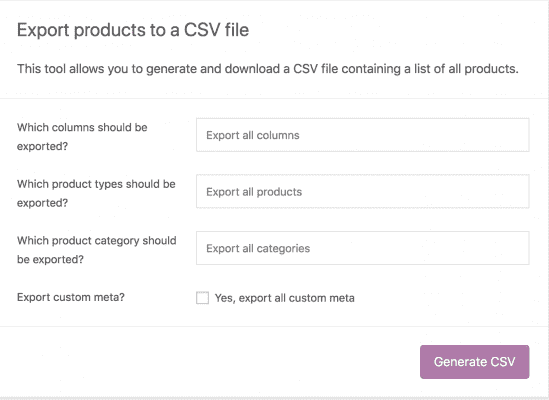 Export products to a CSV file
This tool allows you to generate and download a CSV file containing a list of all products.
Which columns should be
exported?
Export all columns
Which product types should be
exported?
Export all products
Which product category should
be exported?
Export all categories
Export custom meta?
Yes, export all custom meta
Generate CSV